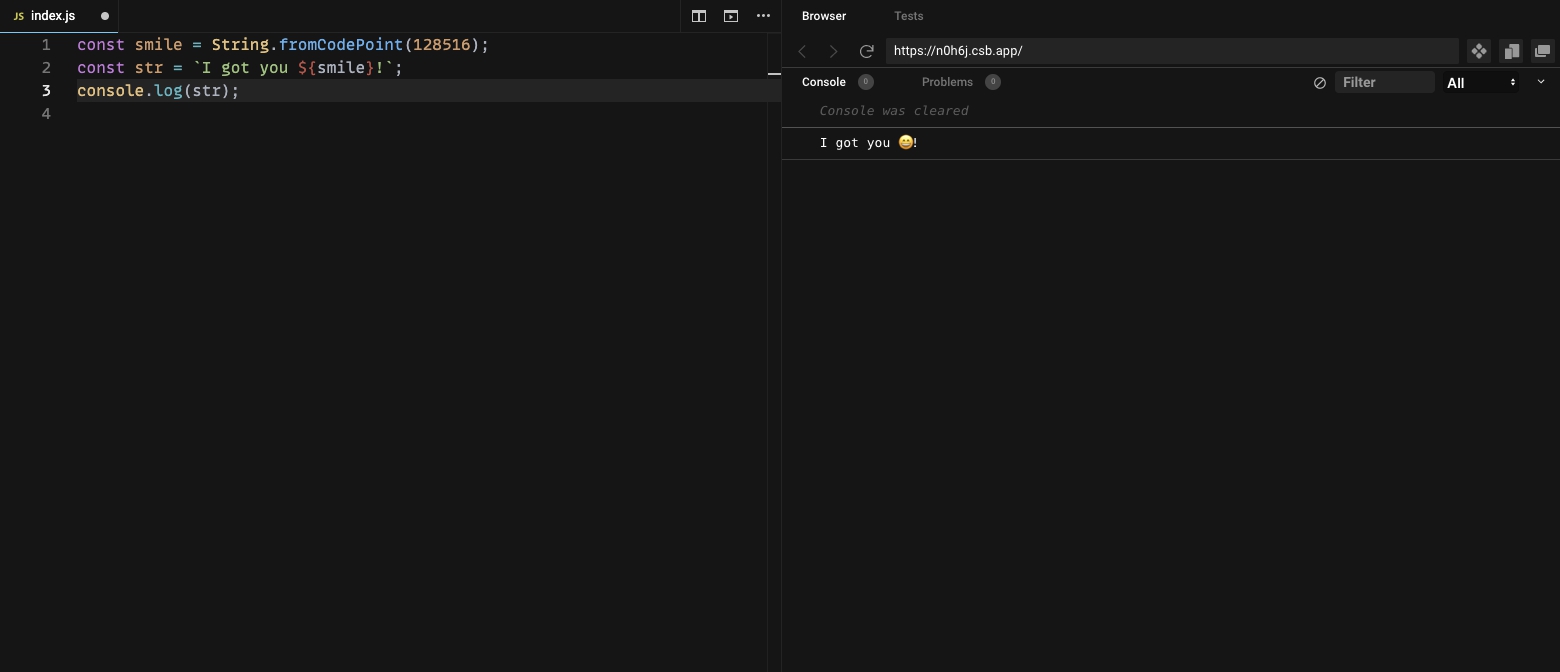 JS index.js
1 const smile = String.fromCodePoint(128516);
2 const str = `I got you ${smile}!`;
3 console.log(str);
4
Browser Tests
https://n0h6j.csb.app/
Console 0 Problems 0 Filter All
Console was cleared
I got you 😄!